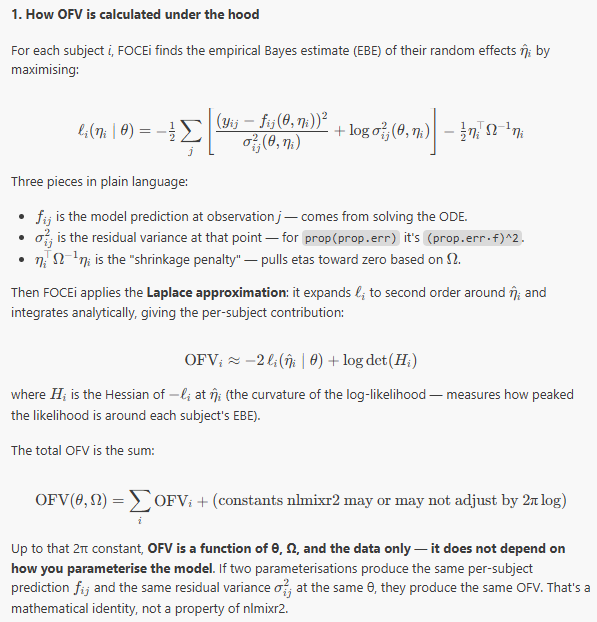 1. How OFV is calculated under the hood
For each subject i, FOCEi finds the empirical Bayes estimate (EBE) of their random effects η̂ᵢ by
maximising:
ℓᵢ(ηᵢ | θ) = −½ ∑ⱼ [ (yᵢⱼ − fᵢⱼ(θ, ηᵢ))² / σ²ᵢⱼ(θ, ηᵢ) + log σ²ᵢⱼ(θ, ηᵢ) ] − ½ ηᵢ⊤ Ω⁻¹ ηᵢ
Three pieces in plain language:
• fᵢⱼ is the model prediction at observation j — comes from solving the ODE.
• σ²ᵢⱼ is the residual variance at that point — for prop(prop.err) it's (prop.err·f)^2.
• ηᵢ⊤ Ω⁻¹ ηᵢ is the "shrinkage penalty" — pulls etas toward zero based on Ω.
Then FOCEi applies the Laplace approximation: it expands ℓᵢ to second order around η̂ᵢ and
integrates analytically, giving the per-subject contribution:
OFVᵢ ≈ −2 ℓᵢ(η̂ᵢ | θ) + log det(Hᵢ)
where Hᵢ is the Hessian of −ℓᵢ at η̂ᵢ (the curvature of the log-likelihood — measures how peaked
the likelihood is around each subject's EBE).
The total OFV is the sum:
OFV(θ, Ω) = ∑ᵢ OFVᵢ + (constants nlmixr2 may or may not adjust by 2π log)
Up to that 2π constant, OFV is a function of θ, Ω, and the data only — it does not depend on
how you parameterise the model. If two parameterisations produce the same per-subject
prediction fᵢⱼ and the same residual variance σ²ᵢⱼ at the same θ, they produce the same OFV. That's a
mathematical identity, not a property of nlmixr2.